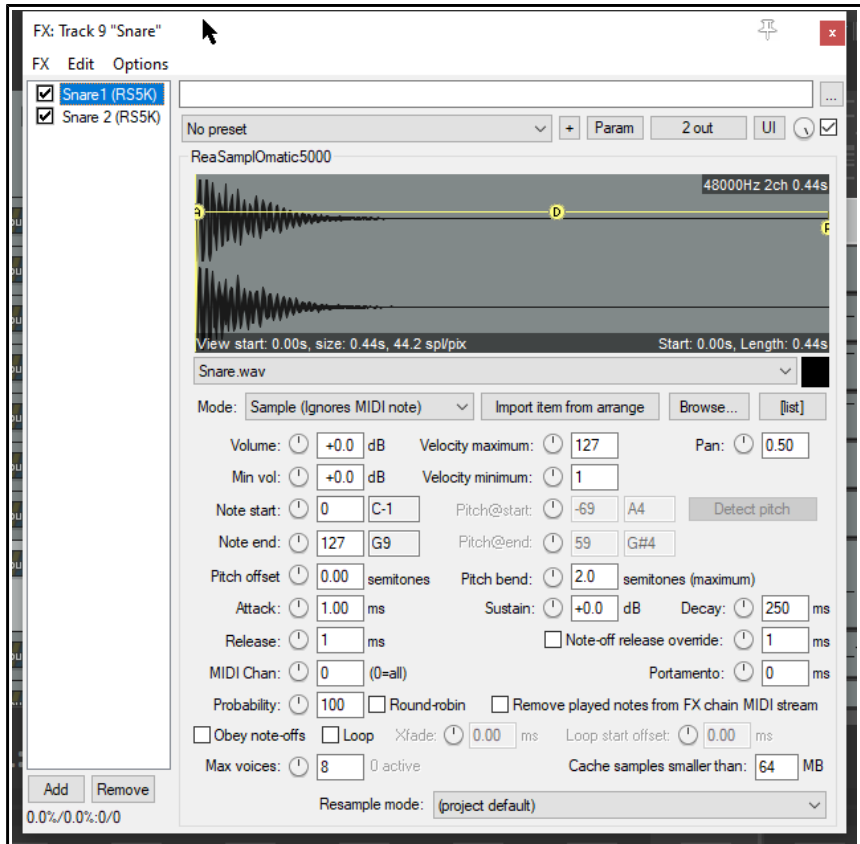 FX: Track 9 "Snare"
x
FX Edit Options
Snare1 (RS5K)
Snare 2 (RS5K)
...
No preset + Param 2 out UI
ReaSamplOmatic5000
48000Hz 2ch 0.44s
A D
View start: 0.00s, size: 0.44s, 44.2 spl/pix Start: 0.00s, Length: 0.44s
Snare.wav
Mode: Sample (Ignores MIDI note) Import item from arrange Browse... [list]
Volume: +0.0 dB Velocity maximum: 127 Pan: 0.50
Min vol: +0.0 dB Velocity minimum: 1
Note start: 0 C-1 Pitch@start: -69 A4 Detect pitch
Note end: 127 G9 Pitch@end: 59 G#4
Pitch offset 0.00 semitones Pitch bend: 2.0 semitones (maximum)
Attack: 1.00 ms Sustain: +0.0 dB Decay: 250 ms
Release: 1 ms Note-off release override: 1 ms
MIDI Chan: 0 (0=all) Portamento: 0 ms
Probability: 100 Round-robin Remove played notes from FX chain MIDI stream
Obey note-offs Loop Xfade: 0.00 ms Loop start offset: 0.00 ms
Max voices: 8 0 active Cache samples smaller than: 64 MB
Resample mode: (project default)
Add Remove
0.0%/0.0%:0/0